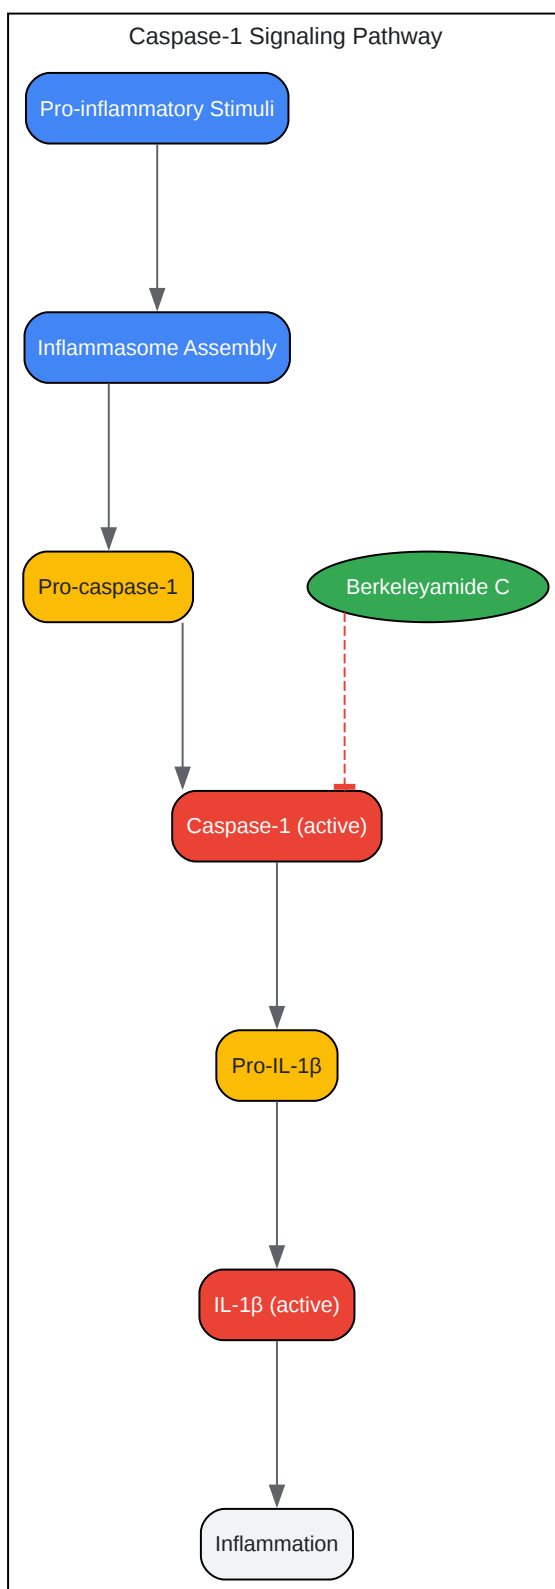 Caspase-1 Signaling Pathway
Pro-inflammatory Stimuli
Inflammasome Assembly
Pro-caspase-1
Berkeleyamide C
Caspase-1 (active)
Pro-IL-1β
IL-1β (active)
Inflammation